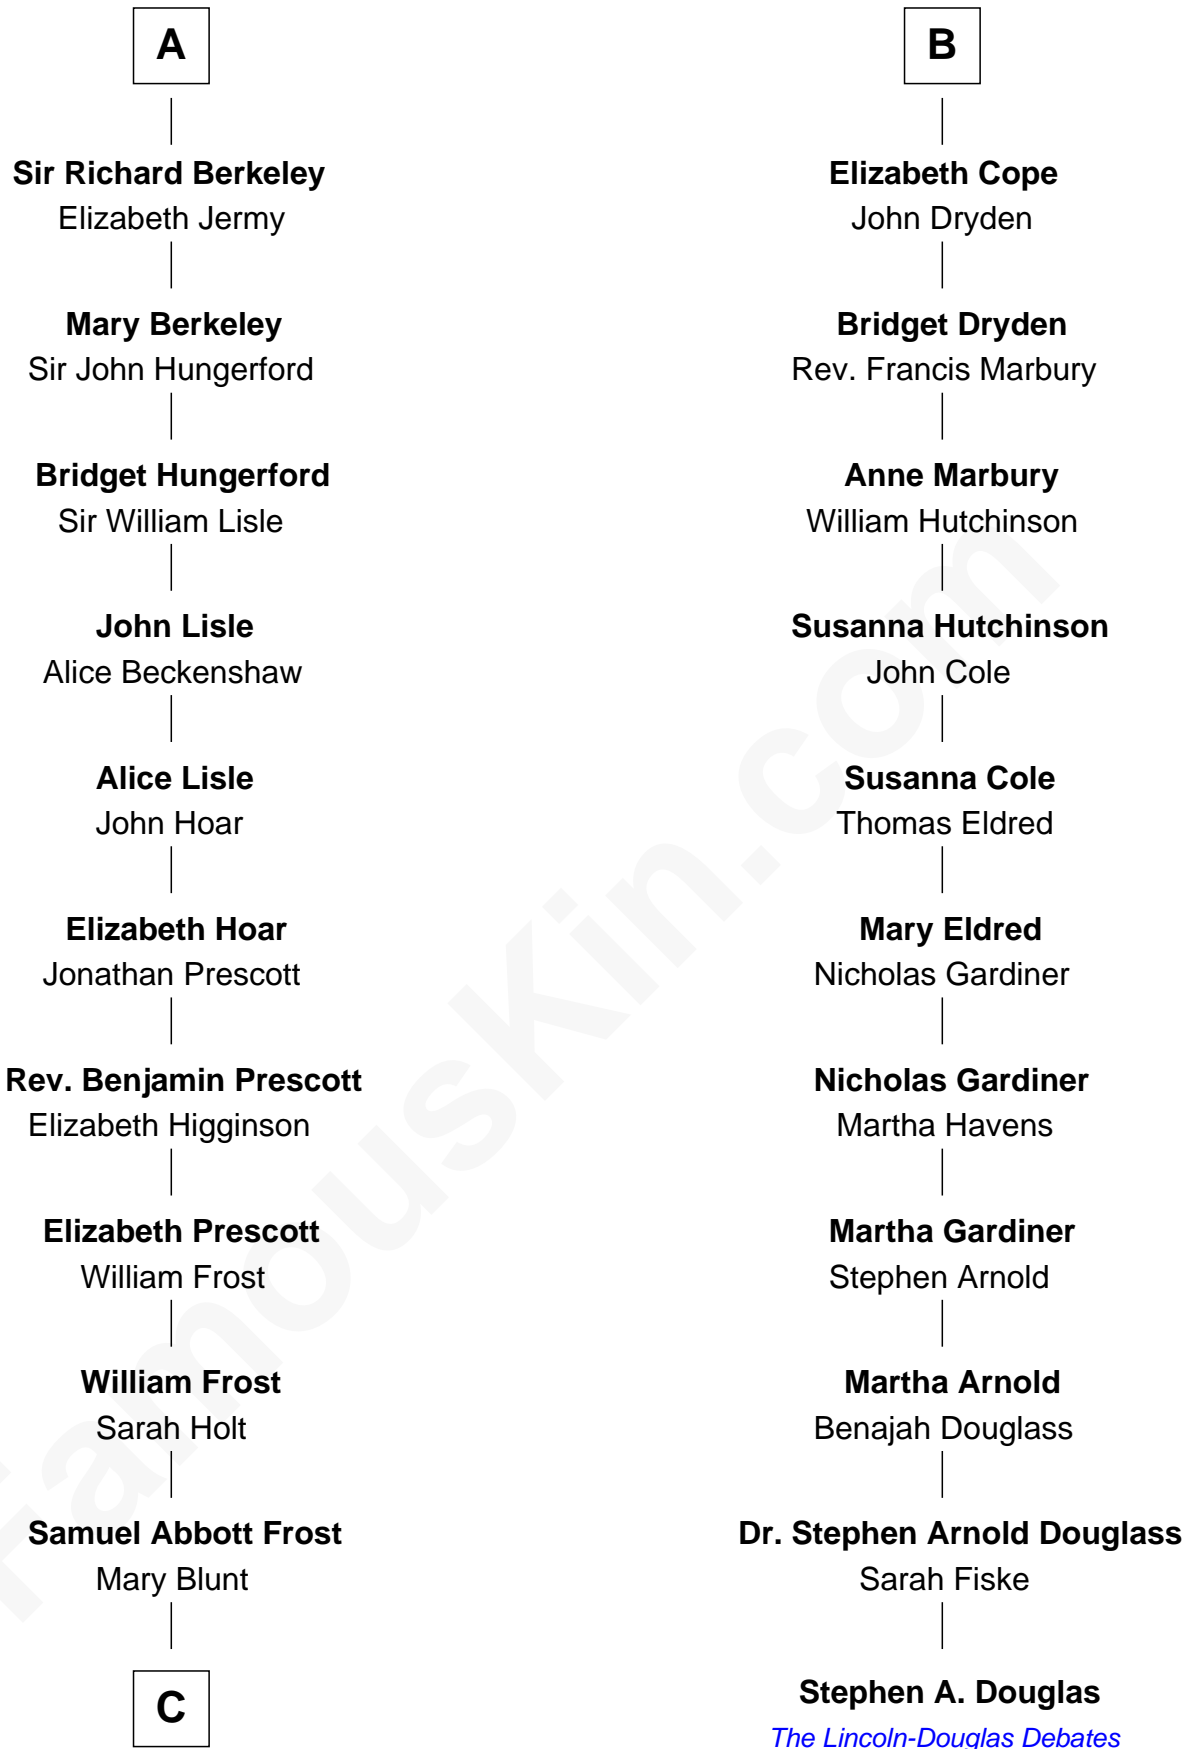 A
Sir Richard Berkeley
Elizabeth Jermy
Mary Berkeley
Sir John Hungerford
Bridget Hungerford
Sir William Lisle
John Lisle
Alice Beckenshaw
Alice Lisle
John Hoar
Elizabeth Hoar
Jonathan Prescott
Rev. Benjamin Prescott
Elizabeth Higginson
Elizabeth Prescott
William Frost
William Frost
Sarah Holt
Samuel Abbott Frost
Mary Blunt
C
B
Elizabeth Cope
John Dryden
Bridget Dryden
Rev. Francis Marbury
Anne Marbury
William Hutchinson
Susanna Hutchinson
John Cole
Susanna Cole
Thomas Eldred
Mary Eldred
Nicholas Gardiner
Nicholas Gardiner
Martha Havens
Martha Gardiner
Stephen Arnold
Martha Arnold
Benajah Douglass
Dr. Stephen Arnold Douglass
Sarah Fiske
Stephen A. Douglas
The Lincoln-Douglas Debates
FamousKin.com